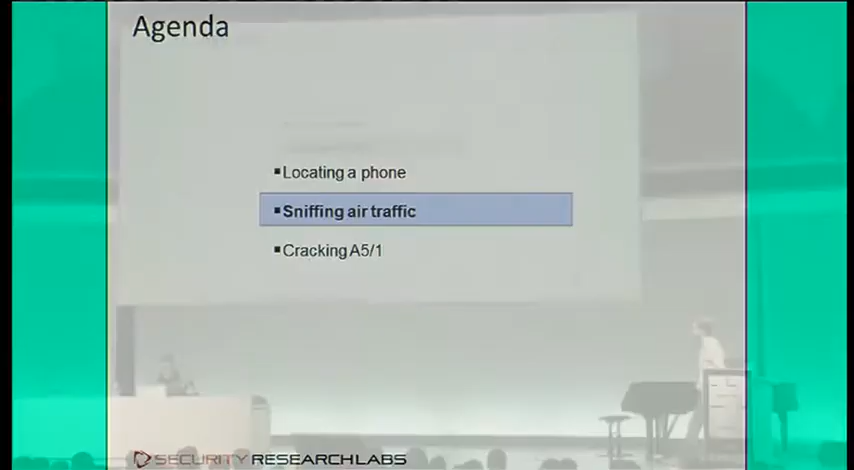 Agenda
▪Locating a phone
▪Sniffing air traffic
▪Cracking A5/1
SECURITY RESEARCH LABS